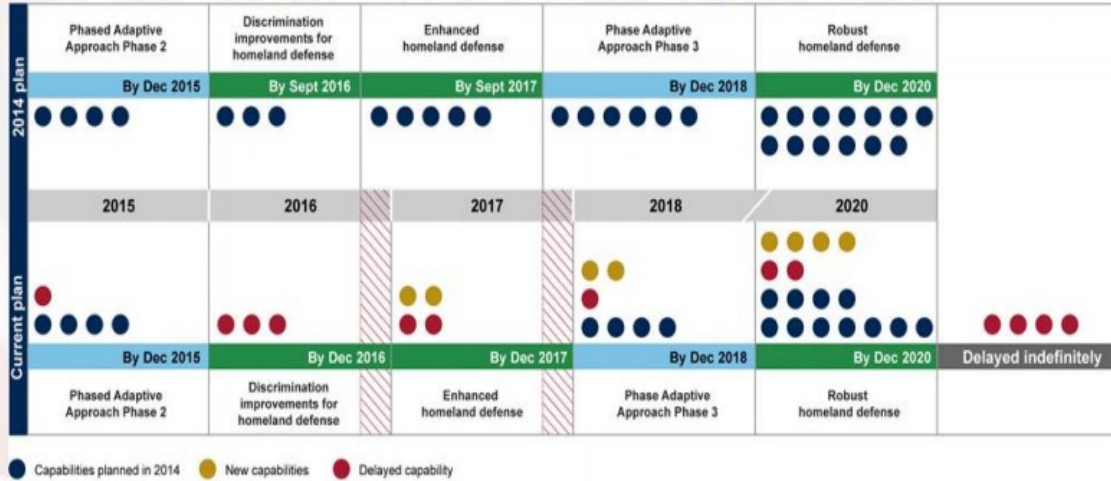 2014 plan
Phased Adaptive
Approach Phase 2
Discrimination
improvements for
homeland defense
Enhanced
homeland defense
Phase Adaptive
Approach Phase 3
Robust
homeland defense
By Dec 2015
By Sept 2016
By Sept 2017
By Dec 2018
By Dec 2020
2015
2016
2017
2018
2020
Current plan
By Dec 2015
By Dec 2016
By Dec 2017
By Dec 2018
By Dec 2020
Delayed indefinitely
Phased Adaptive
Approach Phase 2
Discrimination
improvements for
homeland defense
Enhanced
homeland defense
Phase Adaptive
Approach Phase 3
Robust
homeland defense
Capabilities planned in 2014
New capabilities
Delayed capability